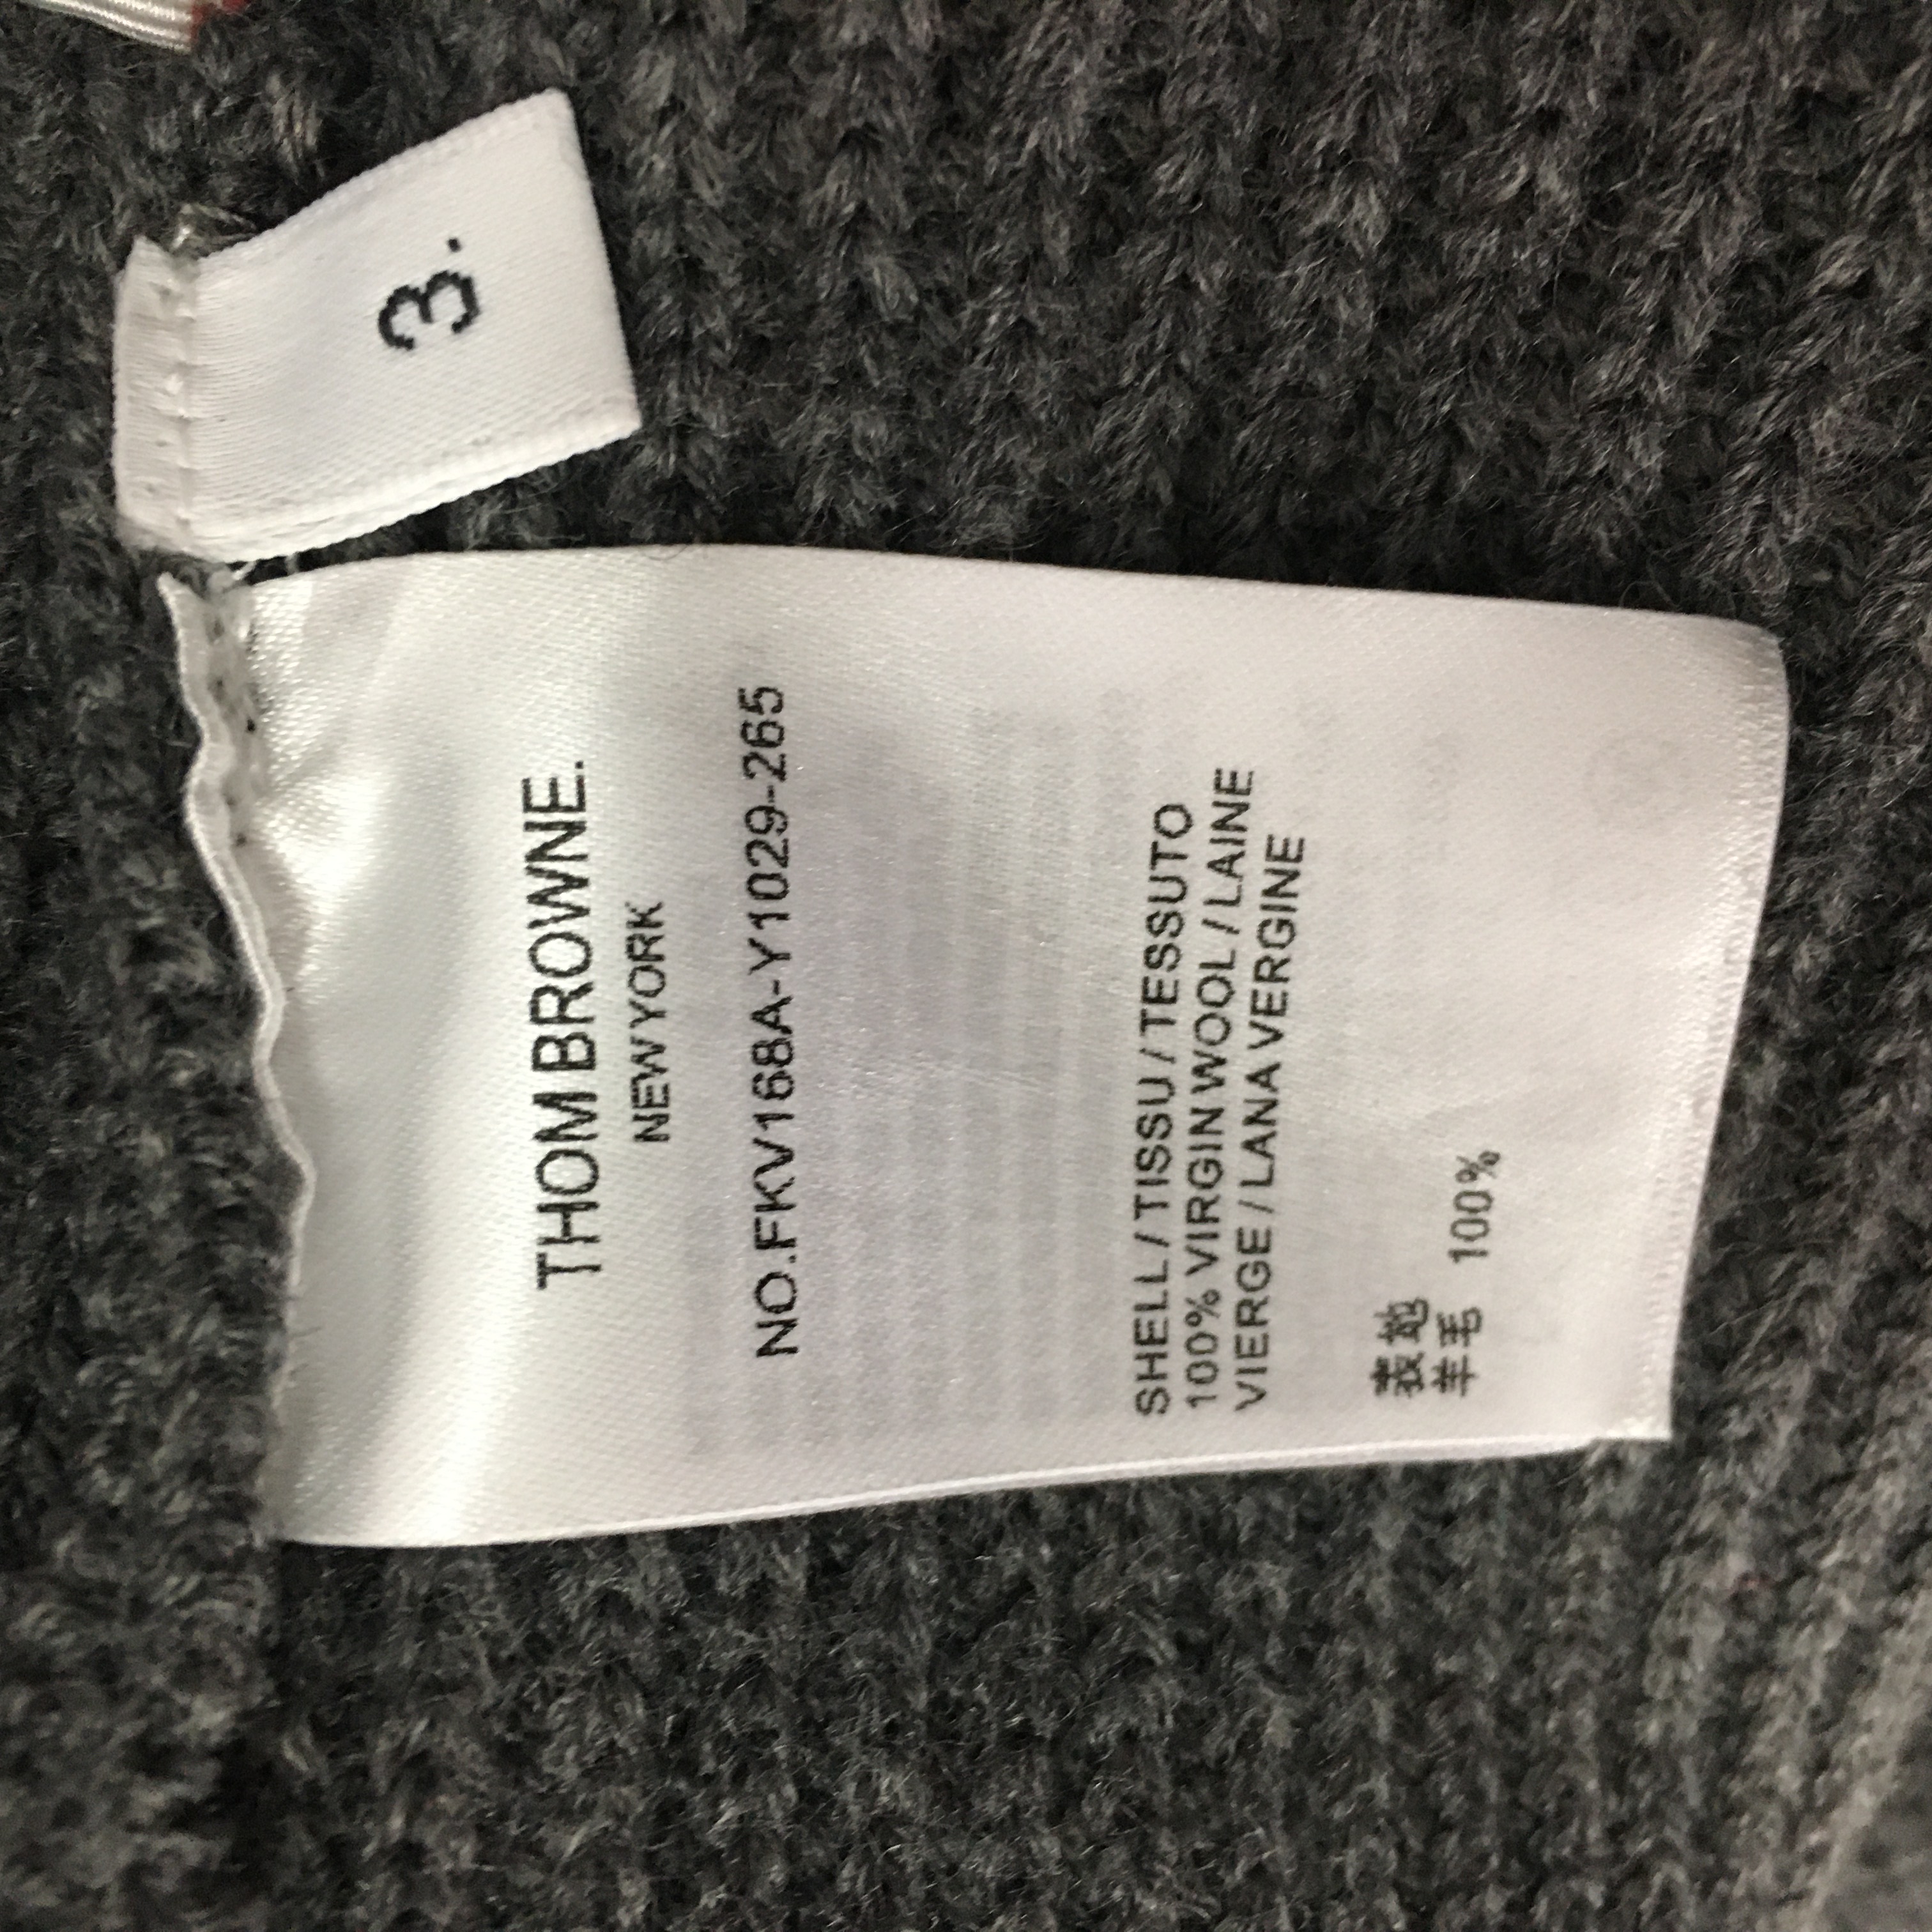 3.
THOM BROWNE.
NEW YORK
NO.FKV168A-Y1029-265
SHELL / TISSU / TESSUTO
100% VIRGIN WOOL / LAINE
VIERGE / LANA VERGINE
表地
羊毛 100%